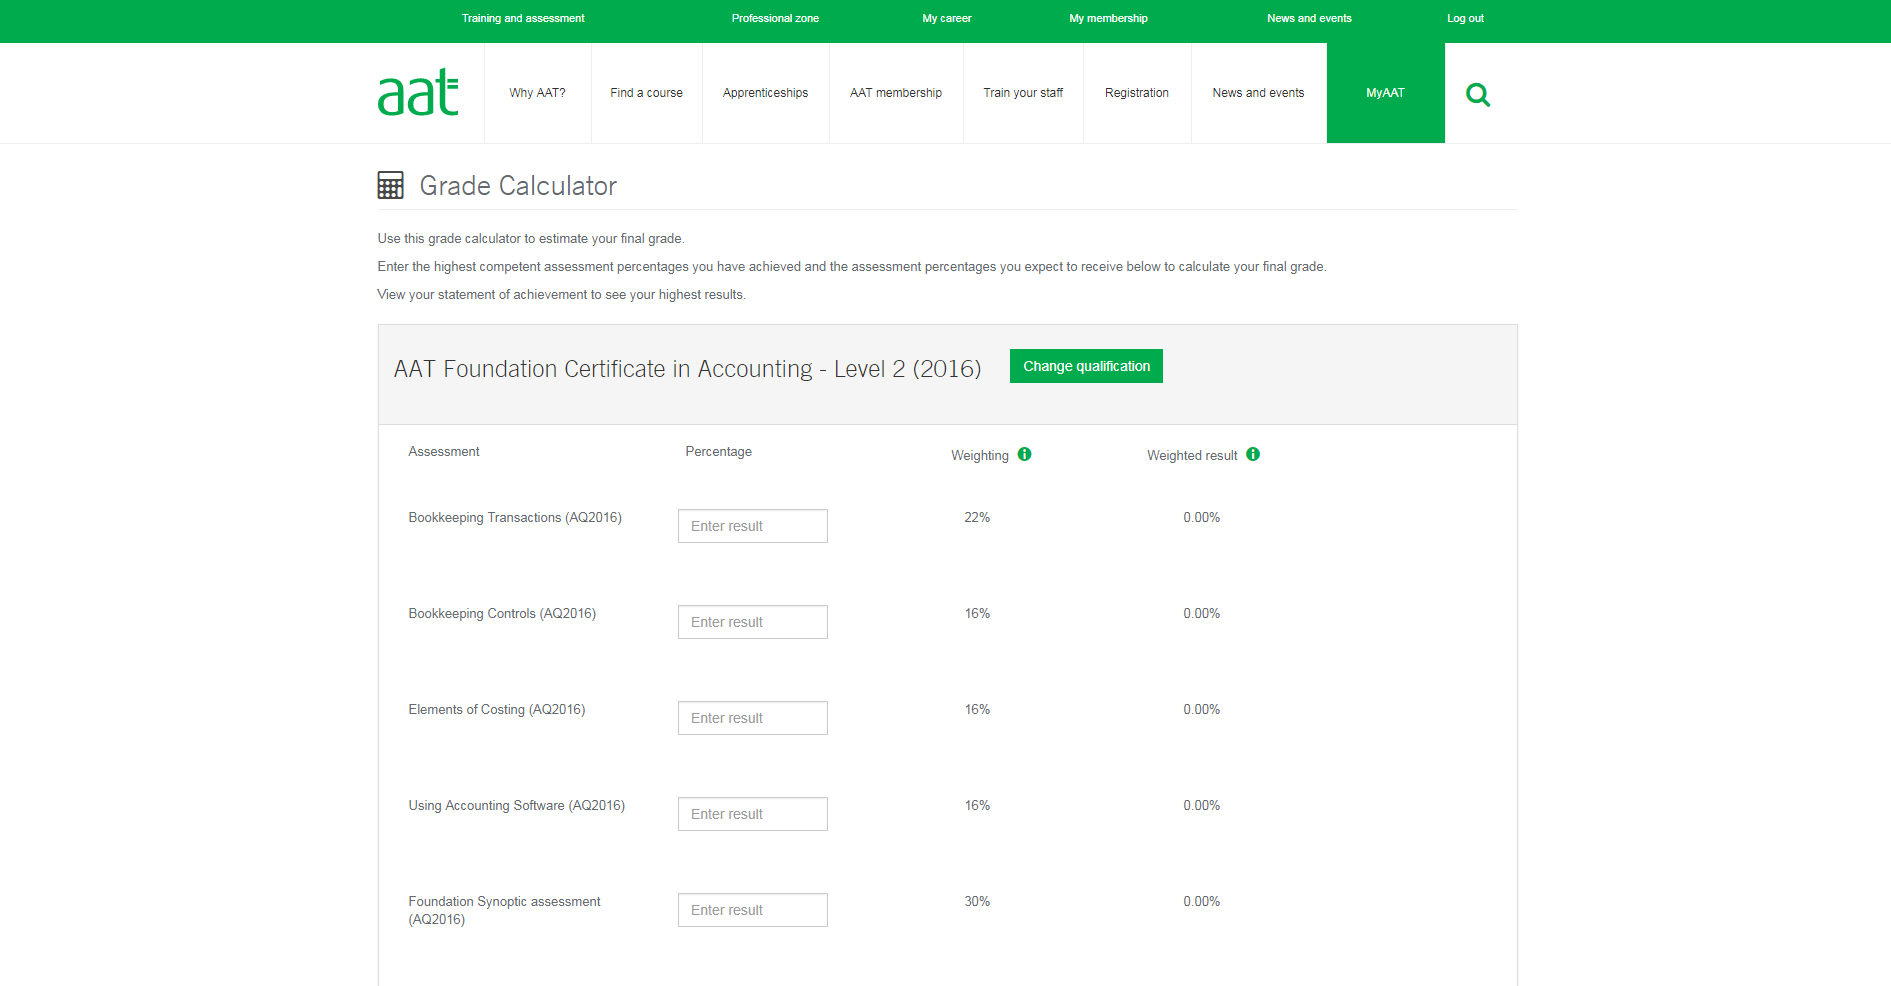 Training and assessment Professional zone My career My membership News and events Log out
aat Why AAT? Find a course Apprenticeships AAT membership Train your staff Registration News and events MyAAT
Grade Calculator
Use this grade calculator to estimate your final grade.
Enter the highest competent assessment percentages you have achieved and the assessment percentages you expect to receive below to calculate your final grade.
View your statement of achievement to see your highest results.
AAT Foundation Certificate in Accounting - Level 2 (2016) Change qualification
Assessment Percentage Weighting i Weighted result i
Bookkeeping Transactions (AQ2016) Enter result 22% 0.00%
Bookkeeping Controls (AQ2016) Enter result 16% 0.00%
Elements of Costing (AQ2016) Enter result 16% 0.00%
Using Accounting Software (AQ2016) Enter result 16% 0.00%
Foundation Synoptic assessment Enter result 30% 0.00%
(AQ2016)